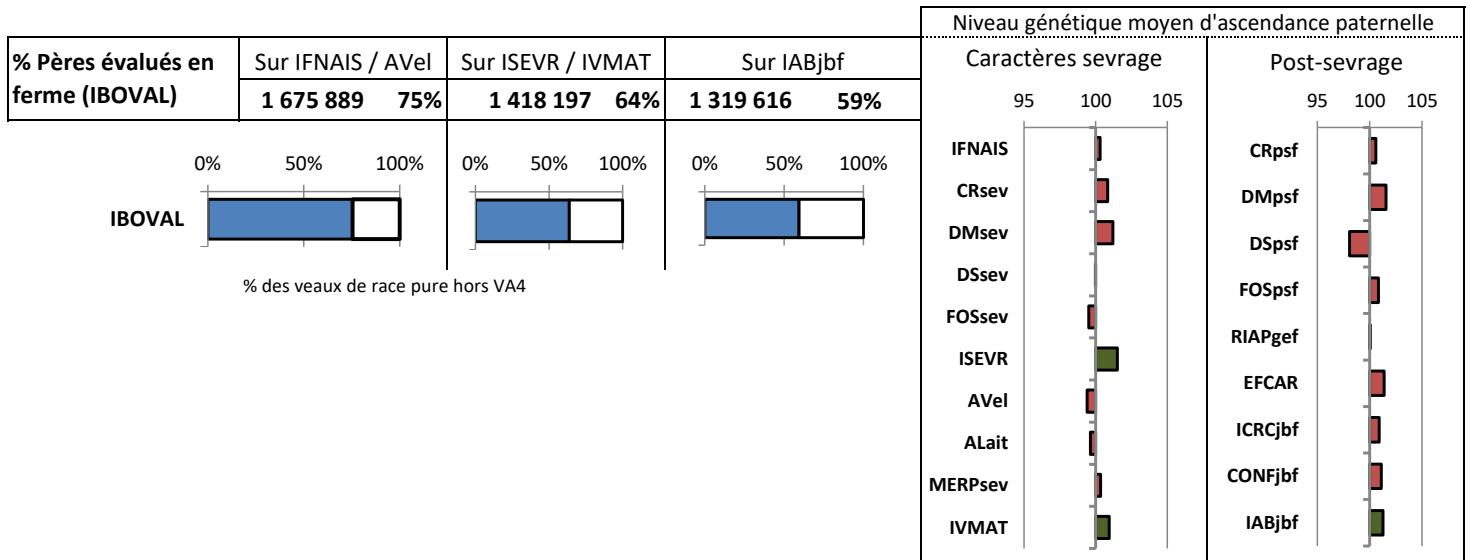 % Pères évalués en ferme (IBOVAL)
Sur IFNAIS / AVel
Sur ISEVR / IVMAT
Sur IABjbf
1 675 889 75%
1 418 197 64%
1 319 616 59%
0% 50% 100%
0% 50% 100%
0% 50% 100%
IBOVAL
% des veaux de race pure hors VA4
Niveau génétique moyen d'ascendance paternelle
Caractères sevrage
95 100 105
IFNAIS
CRsev
DMsev
DSsev
FOSsev
ISEVR
AVel
ALait
MERPsev
IVMAT
Post-sevrage
95 100 105
CRpsf
DMpsf
DSpsf
FOSpsf
RIAPgef
EFCAR
ICRCjbf
CONFjbf
IABjbf